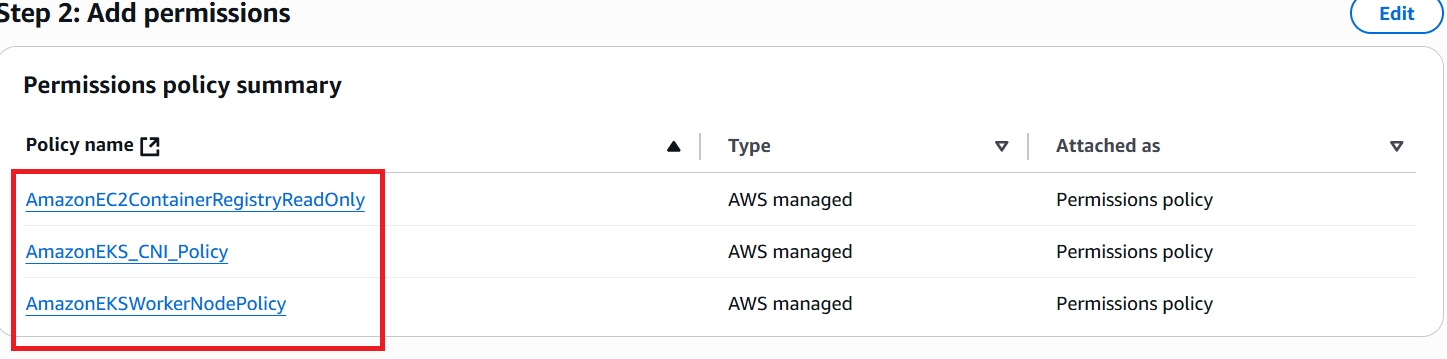 Step 2: Add permissions
Edit
Permissions policy summary
Policy name Type Attached as
AmazonEC2ContainerRegistryReadOnly AWS managed Permissions policy
AmazonEKS_CNI_Policy AWS managed Permissions policy
AmazonEKSWorkerNodePolicy AWS managed Permissions policy